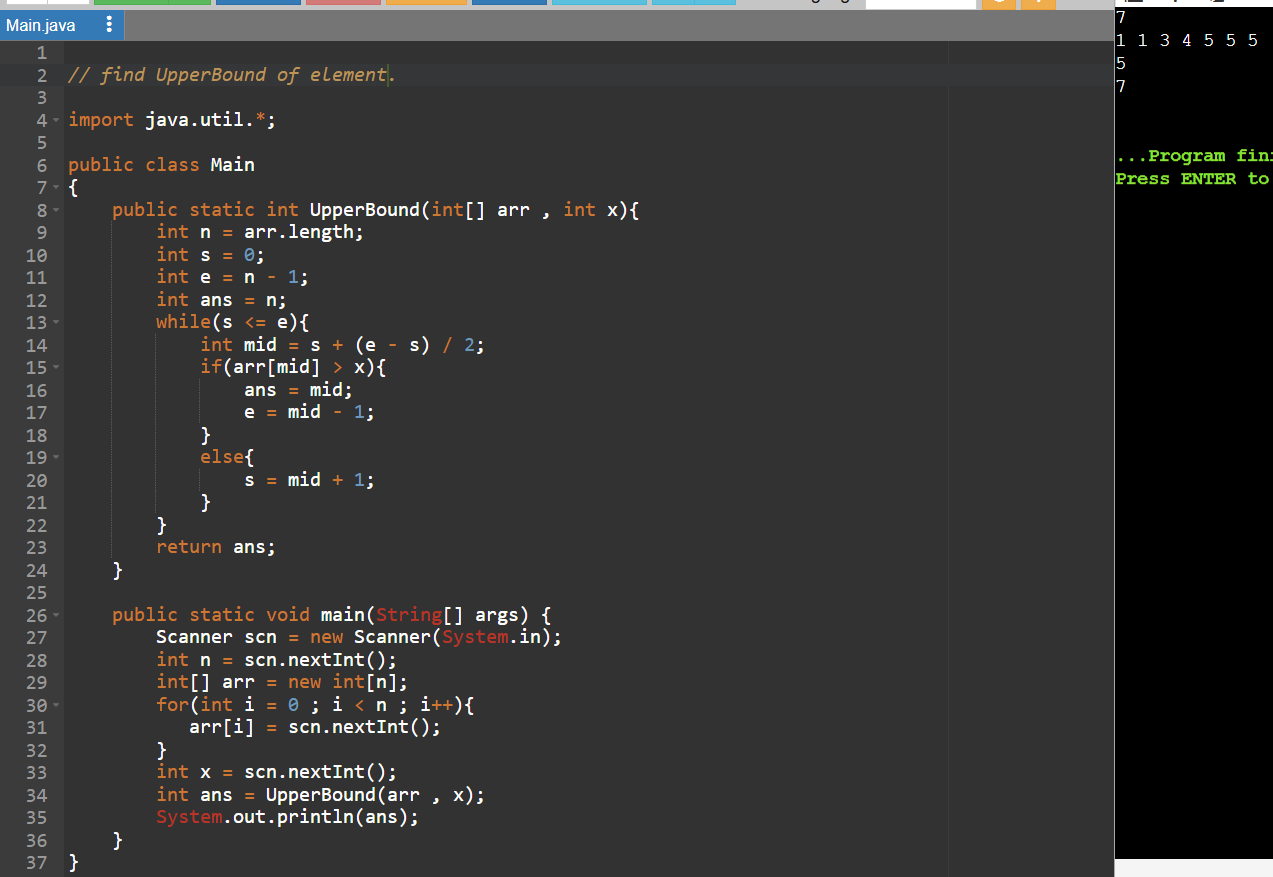 Main.java
1
2 // find UpperBound of element.
3
4 import java.util.*;
5
6 public class Main
7 {
8 public static int UpperBound(int[] arr , int x){
9 int n = arr.length;
10 int s = 0;
11 int e = n - 1;
12 int ans = n;
13 while(s <= e){
14 int mid = s + (e - s) / 2;
15 if(arr[mid] > x){
16 ans = mid;
17 e = mid - 1;
18 }
19 else{
20 s = mid + 1;
21 }
22 }
23 return ans;
24 }
25
26 public static void main(String[] args) {
27 Scanner scn = new Scanner(System.in);
28 int n = scn.nextInt();
29 int[] arr = new int[n];
30 for(int i = 0 ; i < n ; i++){
31 arr[i] = scn.nextInt();
32 }
33 int x = scn.nextInt();
34 int ans = UpperBound(arr , x);
35 System.out.println(ans);
36 }
37 }
7
1 1 3 4 5 5 5
5
7
...Program fini
Press ENTER to